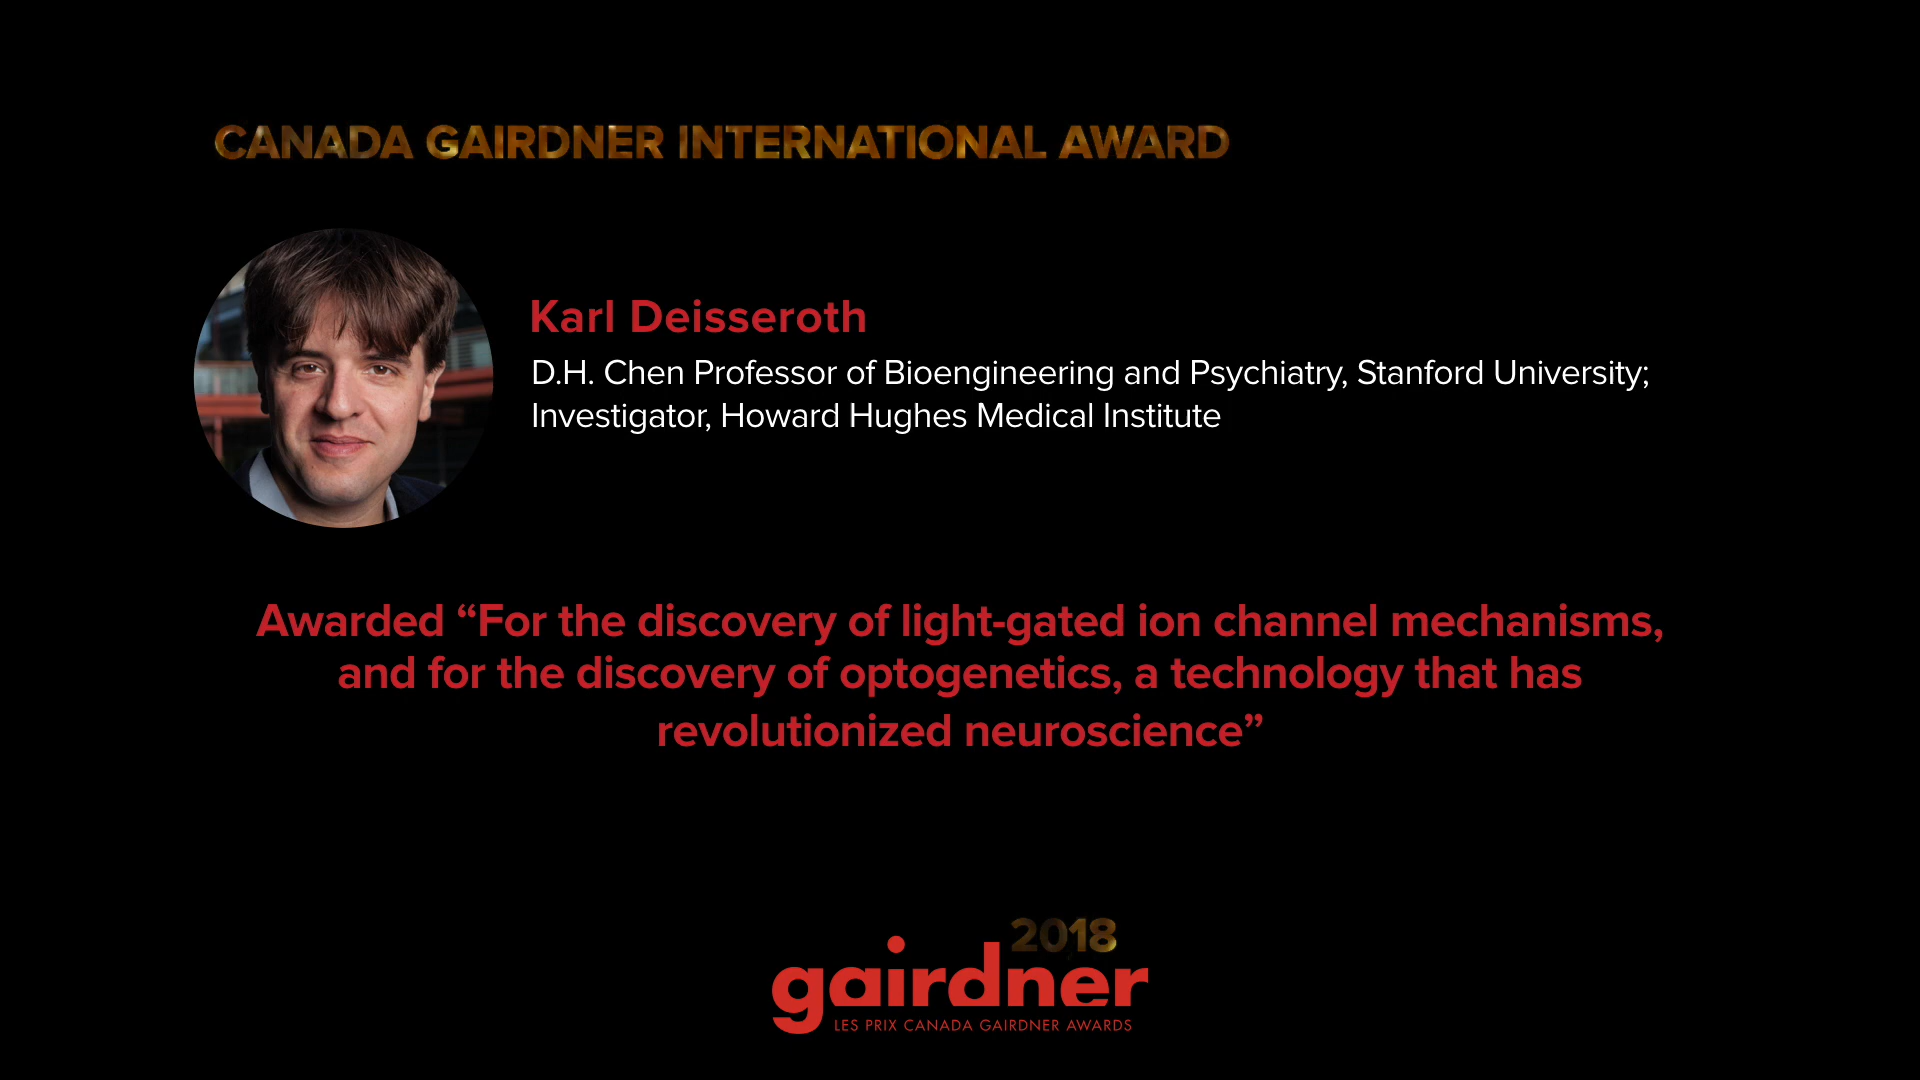 CANADA GAIRDNER INTERNATIONAL AWARD
Karl Deisseroth
D.H. Chen Professor of Bioengineering and Psychiatry, Stanford University;
Investigator, Howard Hughes Medical Institute
Awarded “For the discovery of light-gated ion channel mechanisms,
and for the discovery of optogenetics, a technology that has
revolutionized neuroscience”
2018
gairdner
LES PRIX CANADA GAIRDNER AWARDS